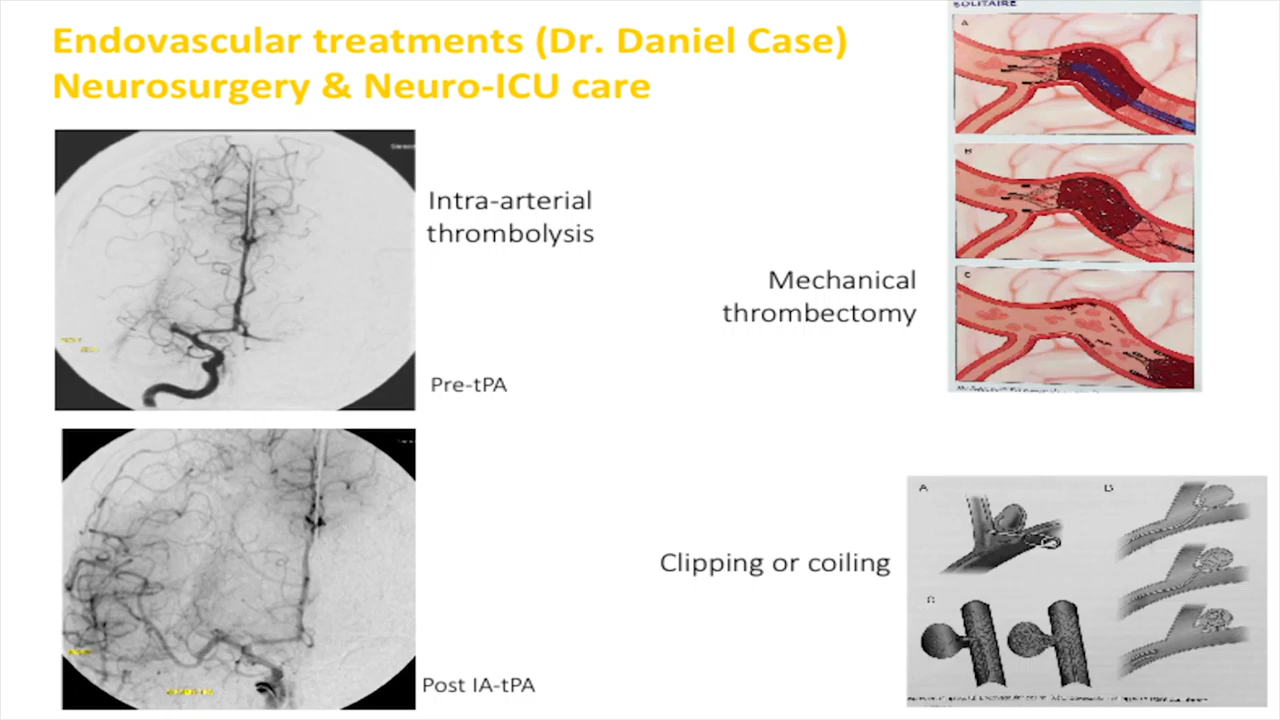 Endovascular treatments (Dr. Daniel Case)
Neurosurgery & Neuro-ICU care
SOLITAIRE
A
Intra-arterial
thrombolysis
B
Mechanical
thrombectomy
C
Pre-tPA
A
B
Clipping or coiling
C
Post IA-tPA